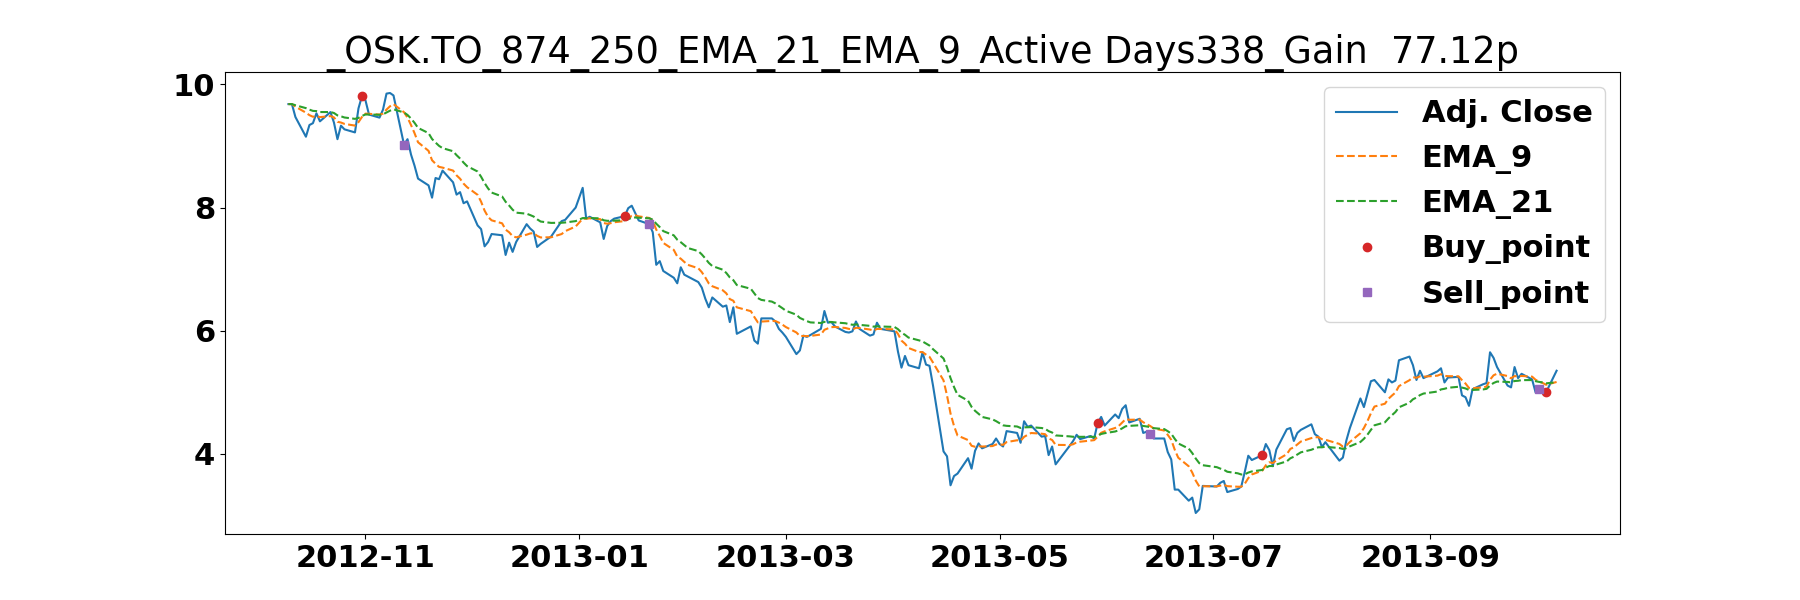 _OSK.TO_874_250_EMA_21_EMA_9_Active Days338_Gain  77.12p
10
8
6
4
Adj. Close
EMA_9
EMA_21
Buy_point
Sell_point
2012-11 2013-01 2013-03 2013-05 2013-07 2013-09